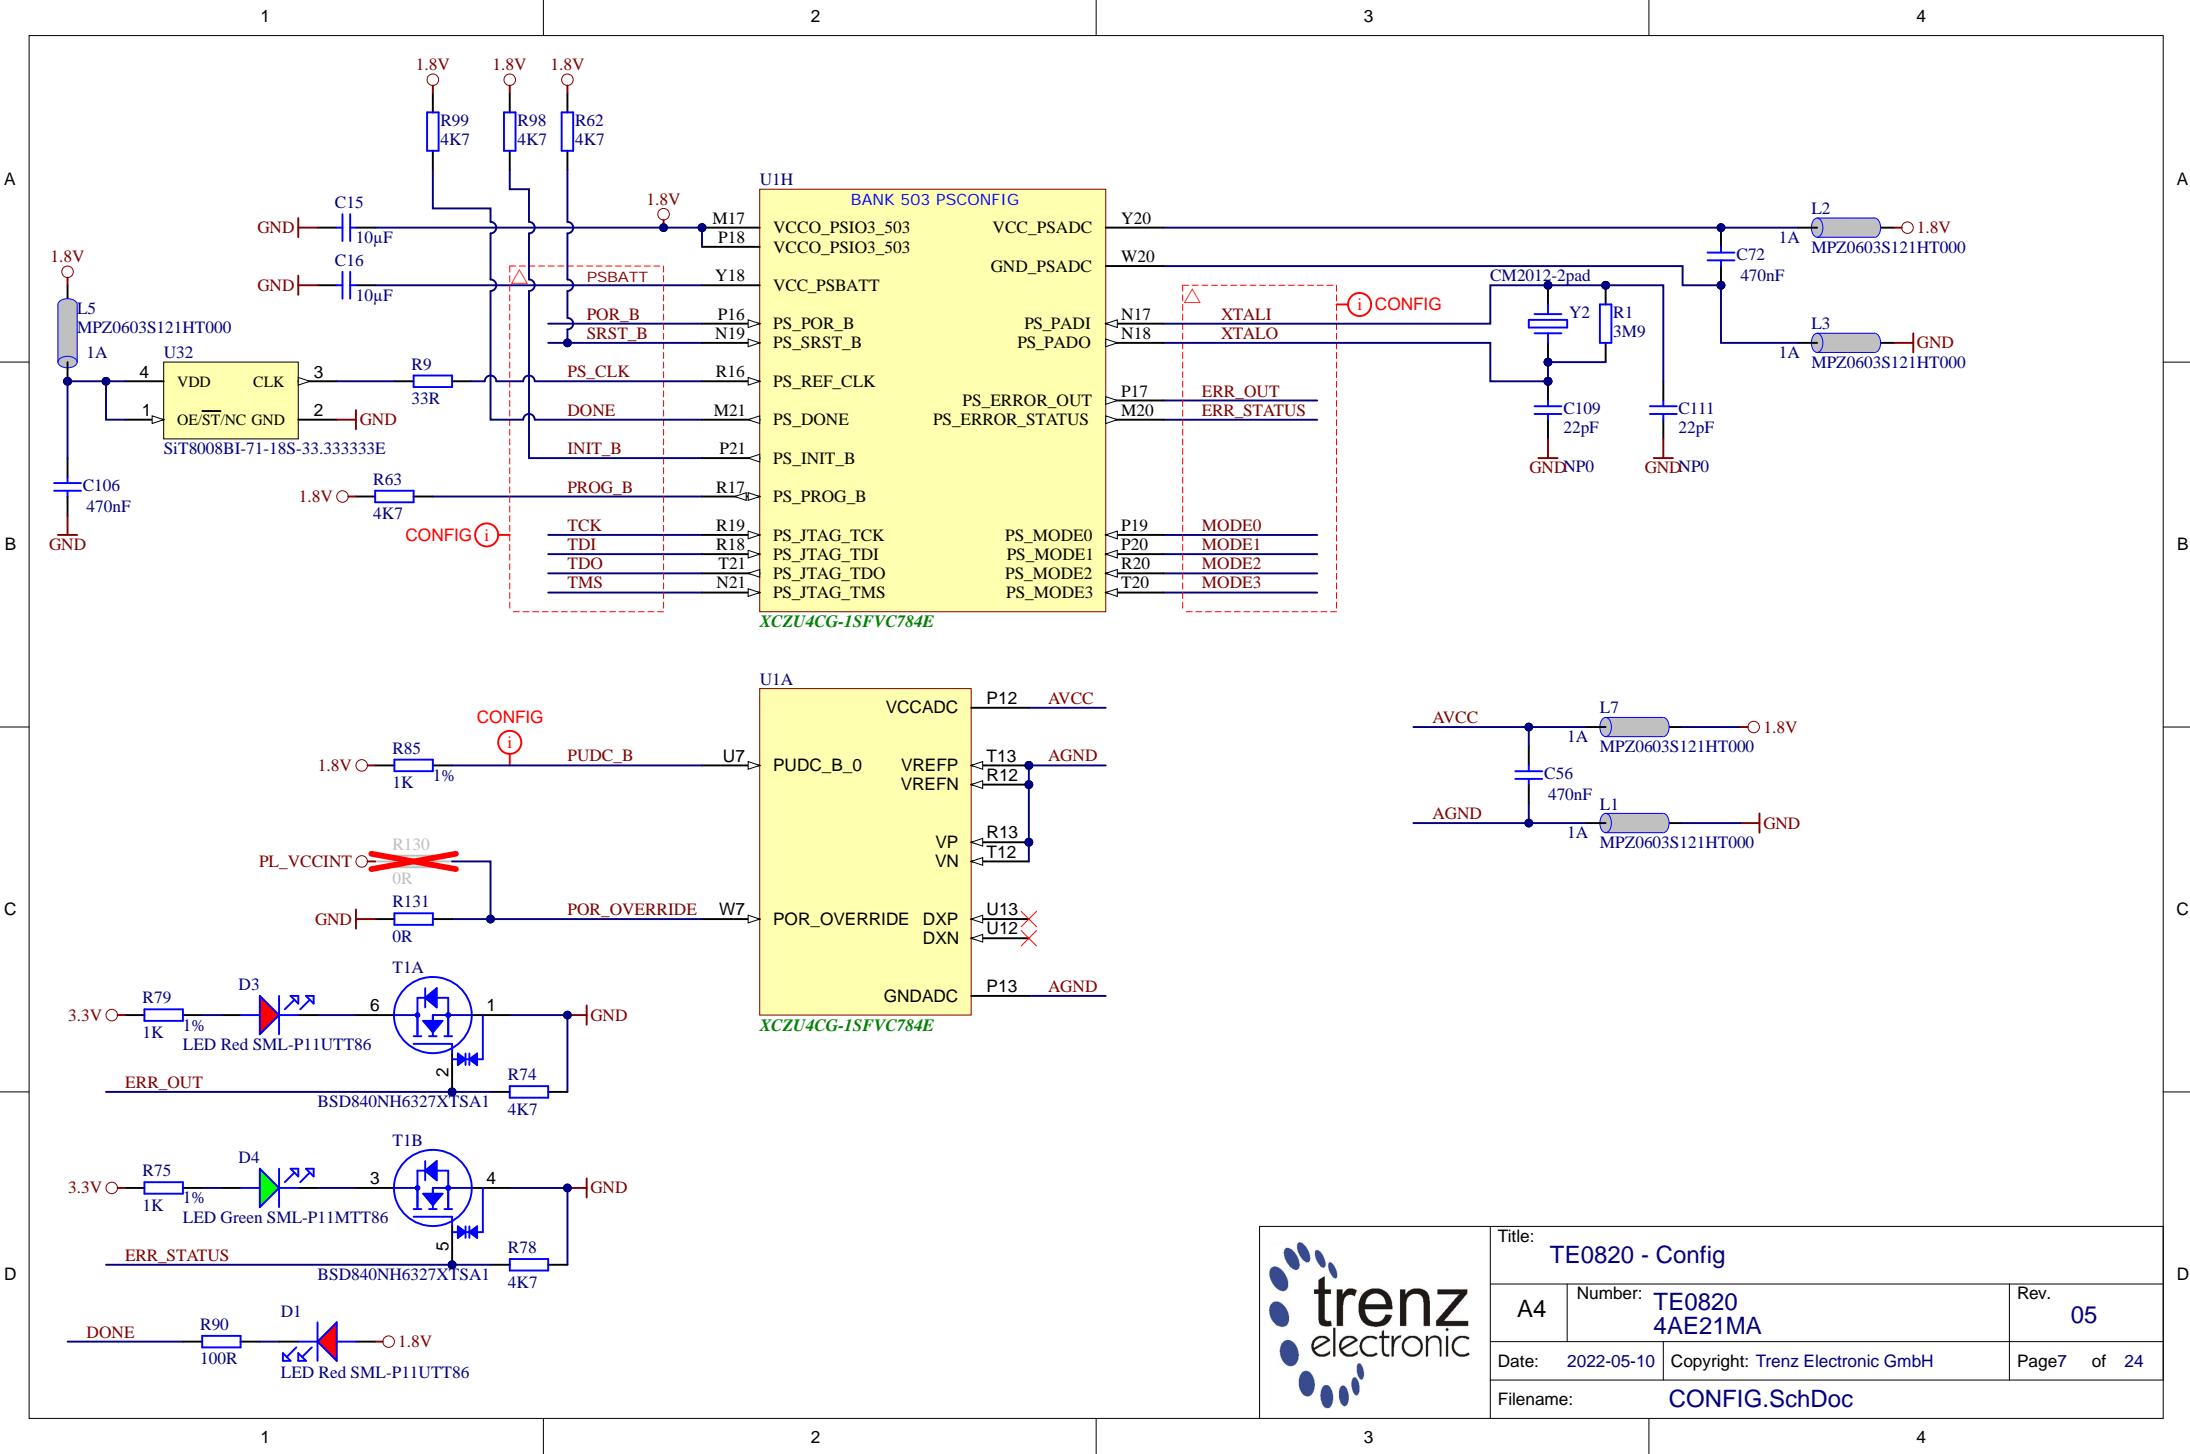 1 2 3 4
A A
B B
C C
D D
1.8V 1.8V 1.8V
R99 R98 R62
4K7 4K7 4K7
C15 1.8V
GND 10µF
C16
GND 10µF
1.8V
L5
MPZ0603S121HT000
1A
U32
4 VDD CLK 3
1 OE/ST/NC GND 2 GND
SiT8008BI-71-18S-33.333333E
C106
470nF
GND
R9
33R
1.8V R63
4K7
CONFIG i
PSBATT
POR_B
SRST_B
PS_CLK
DONE
INIT_B
PROG_B
TCK
TDI
TDO
TMS
U1H
BANK 503 PSCONFIG
M17 VCCO_PSIO3_503 VCC_PSADC Y20
P18 VCCO_PSIO3_503
GND_PSADC W20
Y18 VCC_PSBATT
P16 PS_POR_B PS_PADI N17 XTALI
N19 PS_SRST_B PS_PADO N18 XTALO
R16 PS_REF_CLK
PS_ERROR_OUT P17 ERR_OUT
M21 PS_DONE PS_ERROR_STATUS M20 ERR_STATUS
P21 PS_INIT_B
R17 PS_PROG_B
R19 PS_JTAG_TCK PS_MODE0 P19 MODE0
R18 PS_JTAG_TDI PS_MODE1 P20 MODE1
T21 PS_JTAG_TDO PS_MODE2 R20 MODE2
N21 PS_JTAG_TMS PS_MODE3 T20 MODE3
XCZU4CG-1SFVC784E
i CONFIG
CM2012-2pad
Y2 R1
3M9
C109 C111
22pF 22pF
GND NP0 GND NP0
L2
1A 1.8V
MPZ0603S121HT000
C72
470nF
L3
1A GND
MPZ0603S121HT000
U1A
VCCADC P12 AVCC
CONFIG
i
1.8V R85 PUDC_B U7 PUDC_B_0 VREFP T13 AGND
1K 1%
VREFN R12
VP R13
VN T12
R130
PL_VCCINT
0R
R131
GND POR_OVERRIDE W7 POR_OVERRIDE DXP U13
0R
DXN U12
GNDADC P13 AGND
XCZU4CG-1SFVC784E
AVCC L7
1A 1.8V
MPZ0603S121HT000
C56
470nF
AGND L1
1A GND
MPZ0603S121HT000
T1A
3.3V R79 D3 6 1 GND
1K 1%
LED Red SML-P11UTT86
2
ERR_OUT R74
BSD840NH6327XTSA1 4K7
T1B
3.3V R75 D4 3 4 GND
1K 1%
LED Green SML-P11MTT86
5
ERR_STATUS R78
BSD840NH6327XTSA1 4K7
D1
DONE R90 1.8V
100R
LED Red SML-P11UTT86
trenz
electronic
Title:
TE0820 - Config
A4 Number: TE0820
4AE21MA
Rev.
05
Date: 2022-05-10 Copyright: Trenz Electronic GmbH Page7 of 24
Filename: CONFIG.SchDoc
1 2 3 4